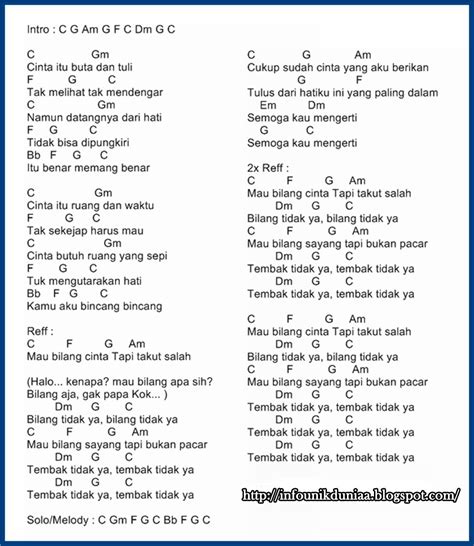 Intro : C G Am G F C Dm G C
C Gm
Cinta itu buta dan tuli
F G C
Tak melihat tak mendengar
C Gm
Namun datangnya dari hati
F G C
Tidak bisa dipungkiri
Bb F G C
Itu benar memang benar
C Gm
Cinta itu ruang dan waktu
F G C
Tak sekejap harus mau
C Gm
Cinta butuh ruang yang sepi
F G C
Tuk mengutarakan hati
Bb F G C
Kamu aku bincang bincang
Reff :
C F G Am
Mau bilang cinta Tapi takut salah
(Halo... kenapa? mau bilang apa sih?
Bilang aja, gak papa Kok... )
Dm G C
Bilang tidak ya, bilang tidak ya
C F G Am
Mau bilang sayang tapi bukan pacar
Dm G C
Tembak tidak ya, tembak tidak ya
Dm G C
Tembak tidak ya, tembak tidak ya
Solo/Melody : C Gm F G C Bb F G C
C G Am
Cukup sudah cinta yang aku berikan
G F
Tulus dari hatiku ini yang paling dalam
Em Dm
Semoga kau mengerti
G C
Semoga kau mengerti
2x Reff :
C F G Am
Mau bilang cinta Tapi takut salah
Dm G C
Bilang tidak ya, bilang tidak ya
C F G Am
Mau bilang sayang tapi bukan pacar
Dm G C
Tembak tidak ya, tembak tidak ya
Dm G C
Tembak tidak ya, tembak tidak ya
C F G Am
Mau bilang cinta Tapi takut salah
Dm G C
Bilang tidak ya, bilang tidak ya
C F G Am
Mau bilang sayang tapi bukan pacar
Dm G C
Tembak tidak ya, tembak tidak ya
Dm G C
Tembak tidak ya, tembak tidak ya
Dm G C
Tembak tidak ya, tembak tidak ya
http://infounikduniaa.blogspot.com/